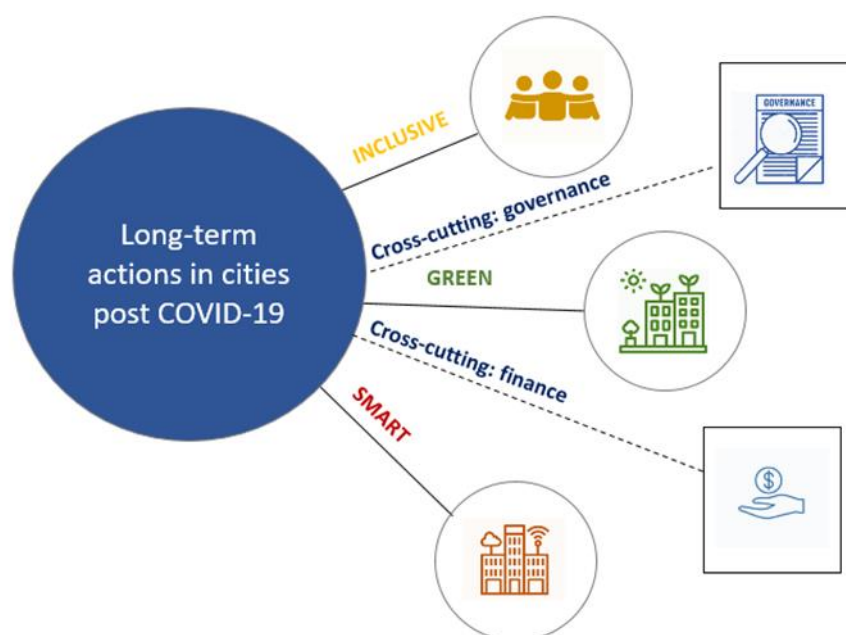 INCLUSIVE
GOVERNANCE
Cross-cutting: governance
Long-term
actions in cities
post COVID-19
GREEN
Cross-cutting: finance
SMART
$